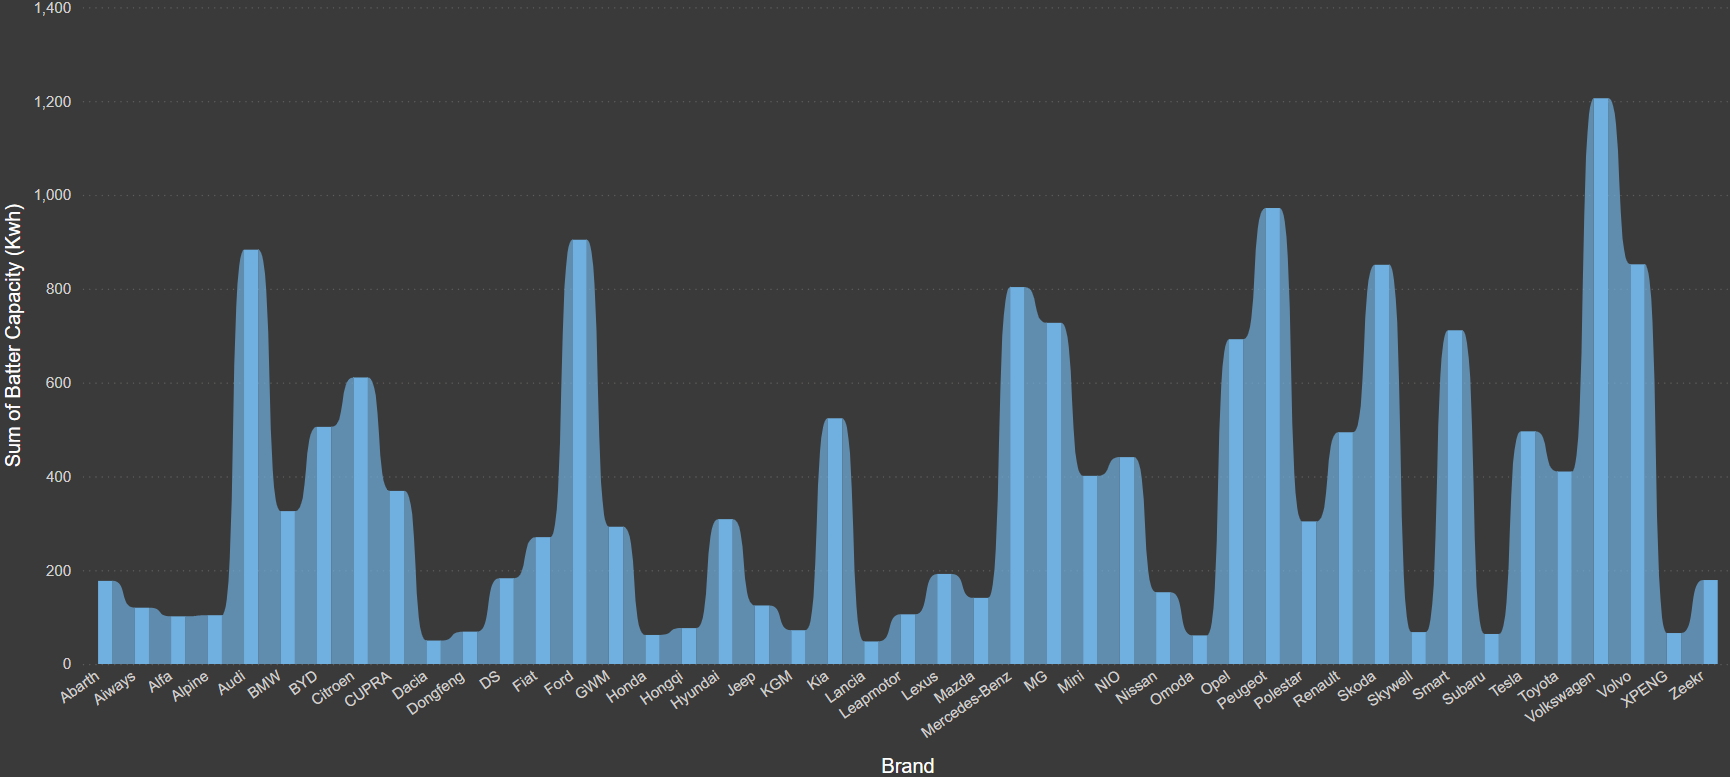 1,400
1,200
1,000
800
600
400
200
0
Sum of Batter Capacity (Kwh)
Abarth
Aiways
Alfa
Alpine
Audi
BMW
BYD
Citroen
CUPRA
Dacia
Dongfeng
DS
Fiat
Ford
GWM
Honda
Hongqi
Hyundai
Jeep
KGM
Kia
Lancia
Leapmotor
Lexus
Mazda
Mercedes-Benz
MG
Mini
NIO
Nissan
Omoda
Opel
Peugeot
Polestar
Renault
Skoda
Skywell
Smart
Subaru
Tesla
Toyota
Volkswagen
Volvo
XPENG
Zeekr
Brand